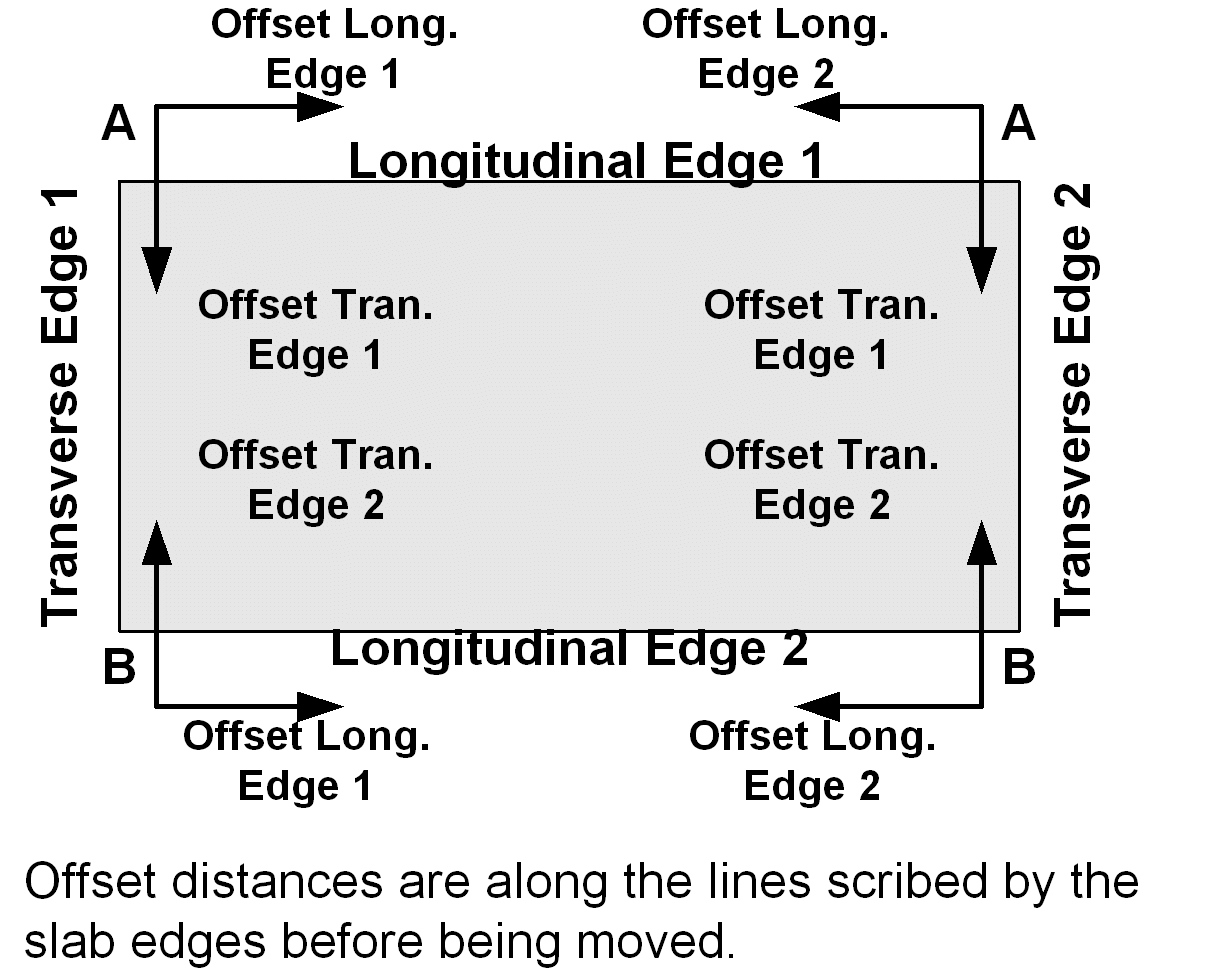 Offset Long.
Edge 1
Offset Long.
Edge 2
A
A
Longitudinal Edge 1
Transverse Edge 1
Transverse Edge 2
Offset Tran.
Edge 1
Offset Tran.
Edge 1
Offset Tran.
Edge 2
Offset Tran.
Edge 2
Longitudinal Edge 2
B
B
Offset Long.
Edge 1
Offset Long.
Edge 2
Offset distances are along the lines scribed by the
slab edges before being moved.